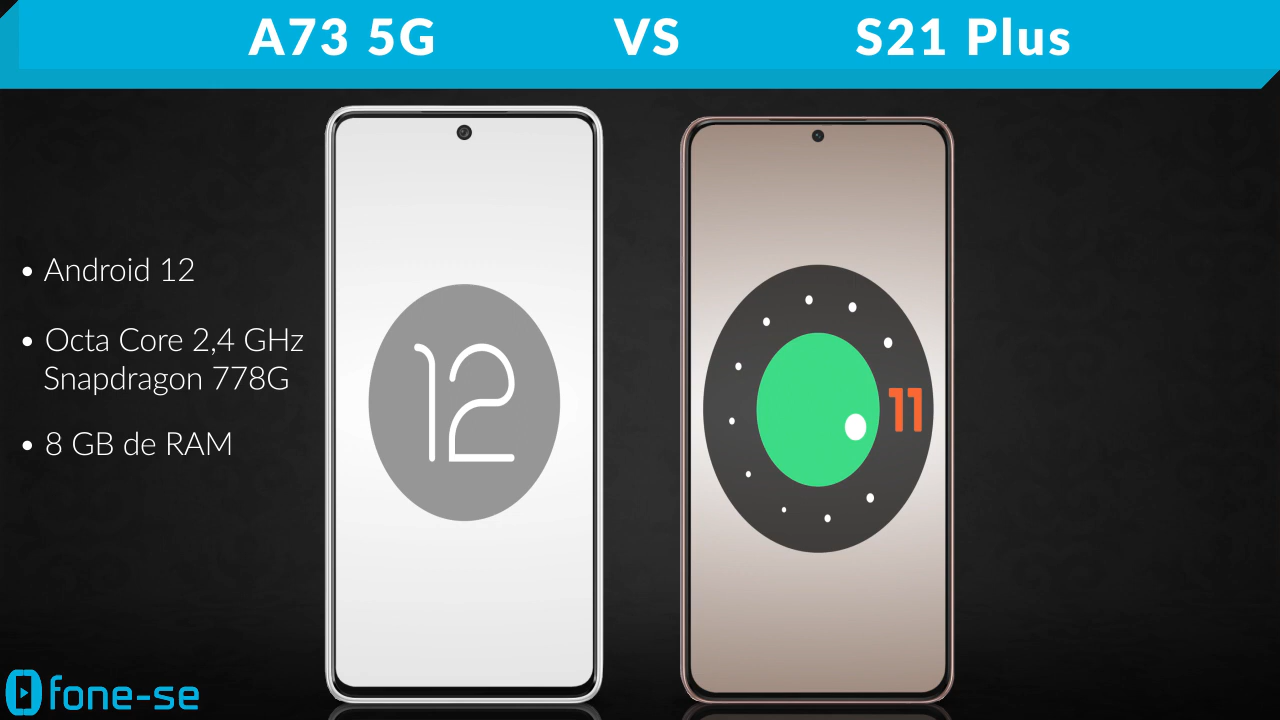 A73 5G VS S21 Plus
• Android 12
• Octa Core 2,4 GHz
Snapdragon 778G
• 8 GB de RAM
12
11
fone-se